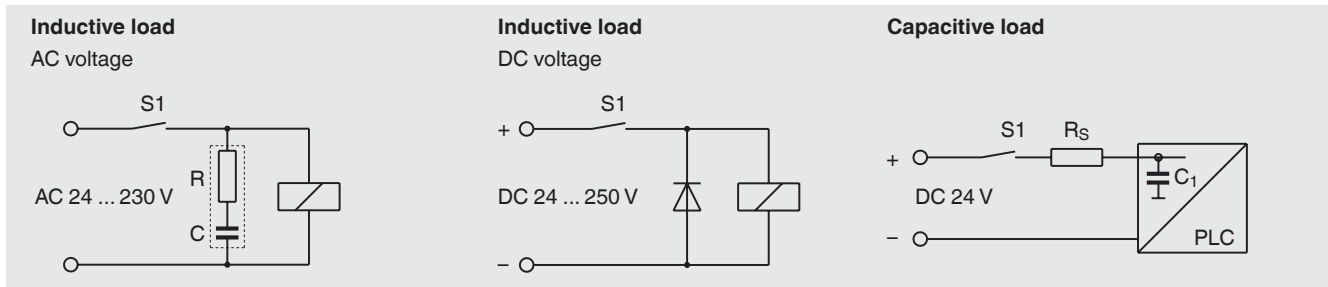 Inductive load
AC voltage
S1
R
AC 24 ... 230 V
C
Inductive load
DC voltage
S1
+
DC 24 ... 250 V
–
Capacitive load
S1
RS
+
C1
DC 24 V
–
PLC